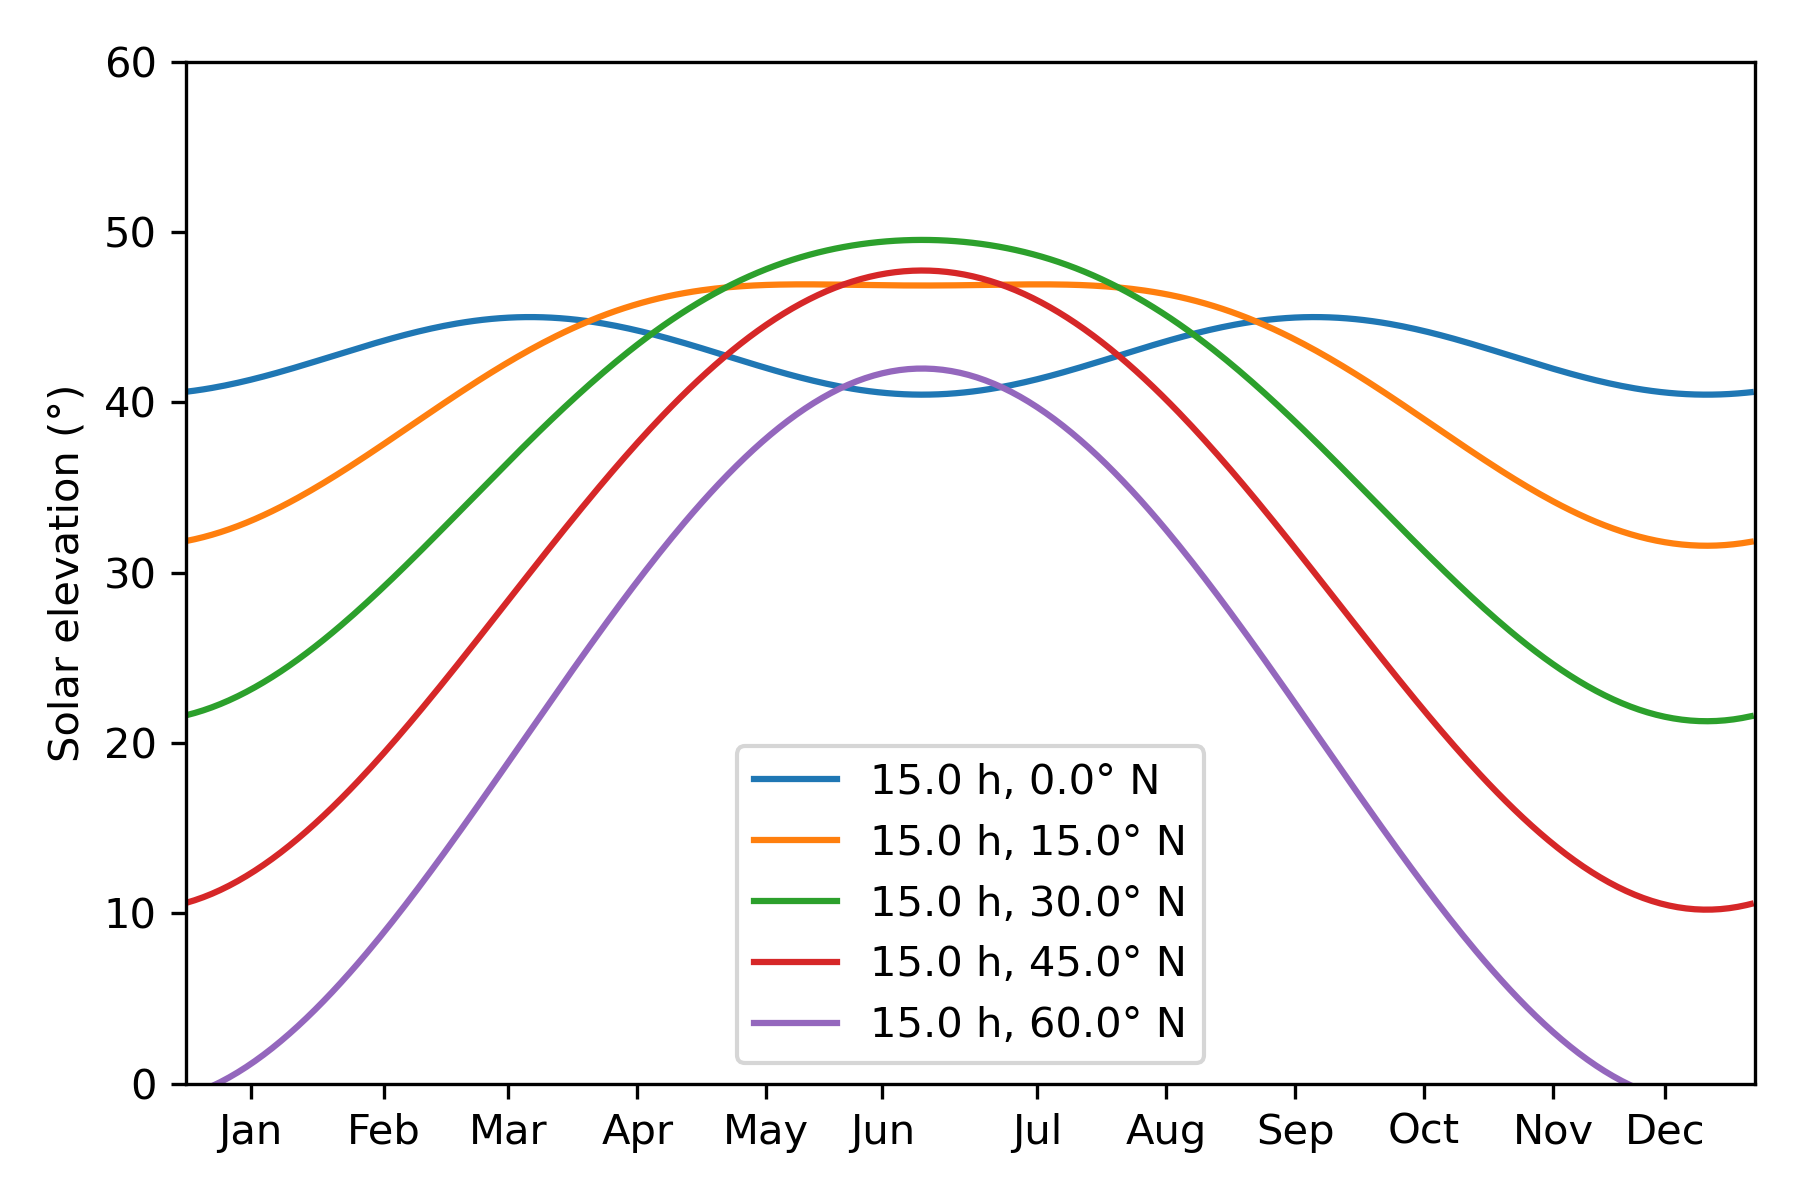 60
50
40
30
20
10
0
Solar elevation (°)
15.0 h, 0.0° N
15.0 h, 15.0° N
15.0 h, 30.0° N
15.0 h, 45.0° N
15.0 h, 60.0° N
Jan Feb Mar Apr May Jun Jul Aug Sep Oct Nov Dec